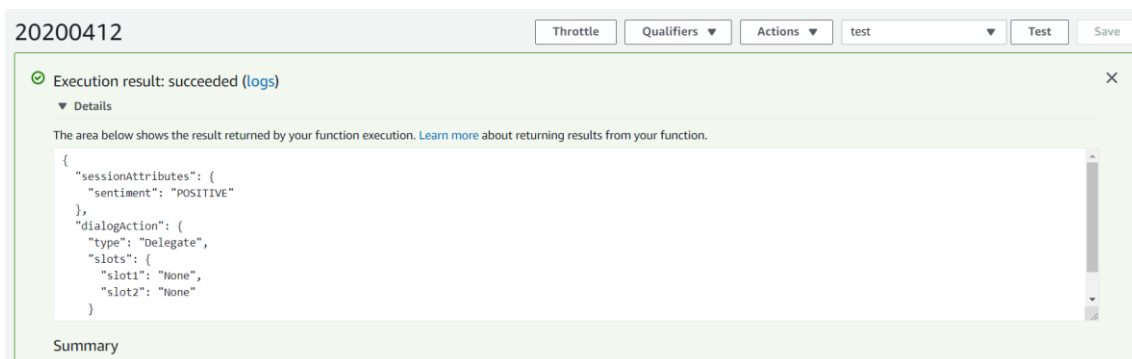 20200412 Throttle Qualifiers ▼ Actions ▼ test ▼ Test Save
Execution result: succeeded (logs)
▼ Details
The area below shows the result returned by your function execution. Learn more about returning results from your function.
{
  "sessionAttributes": {
    "sentiment": "POSITIVE"
  },
  "dialogAction": {
    "type": "Delegate",
    "slots": {
      "slot1": "None",
      "slot2": "None"
    }
Summary